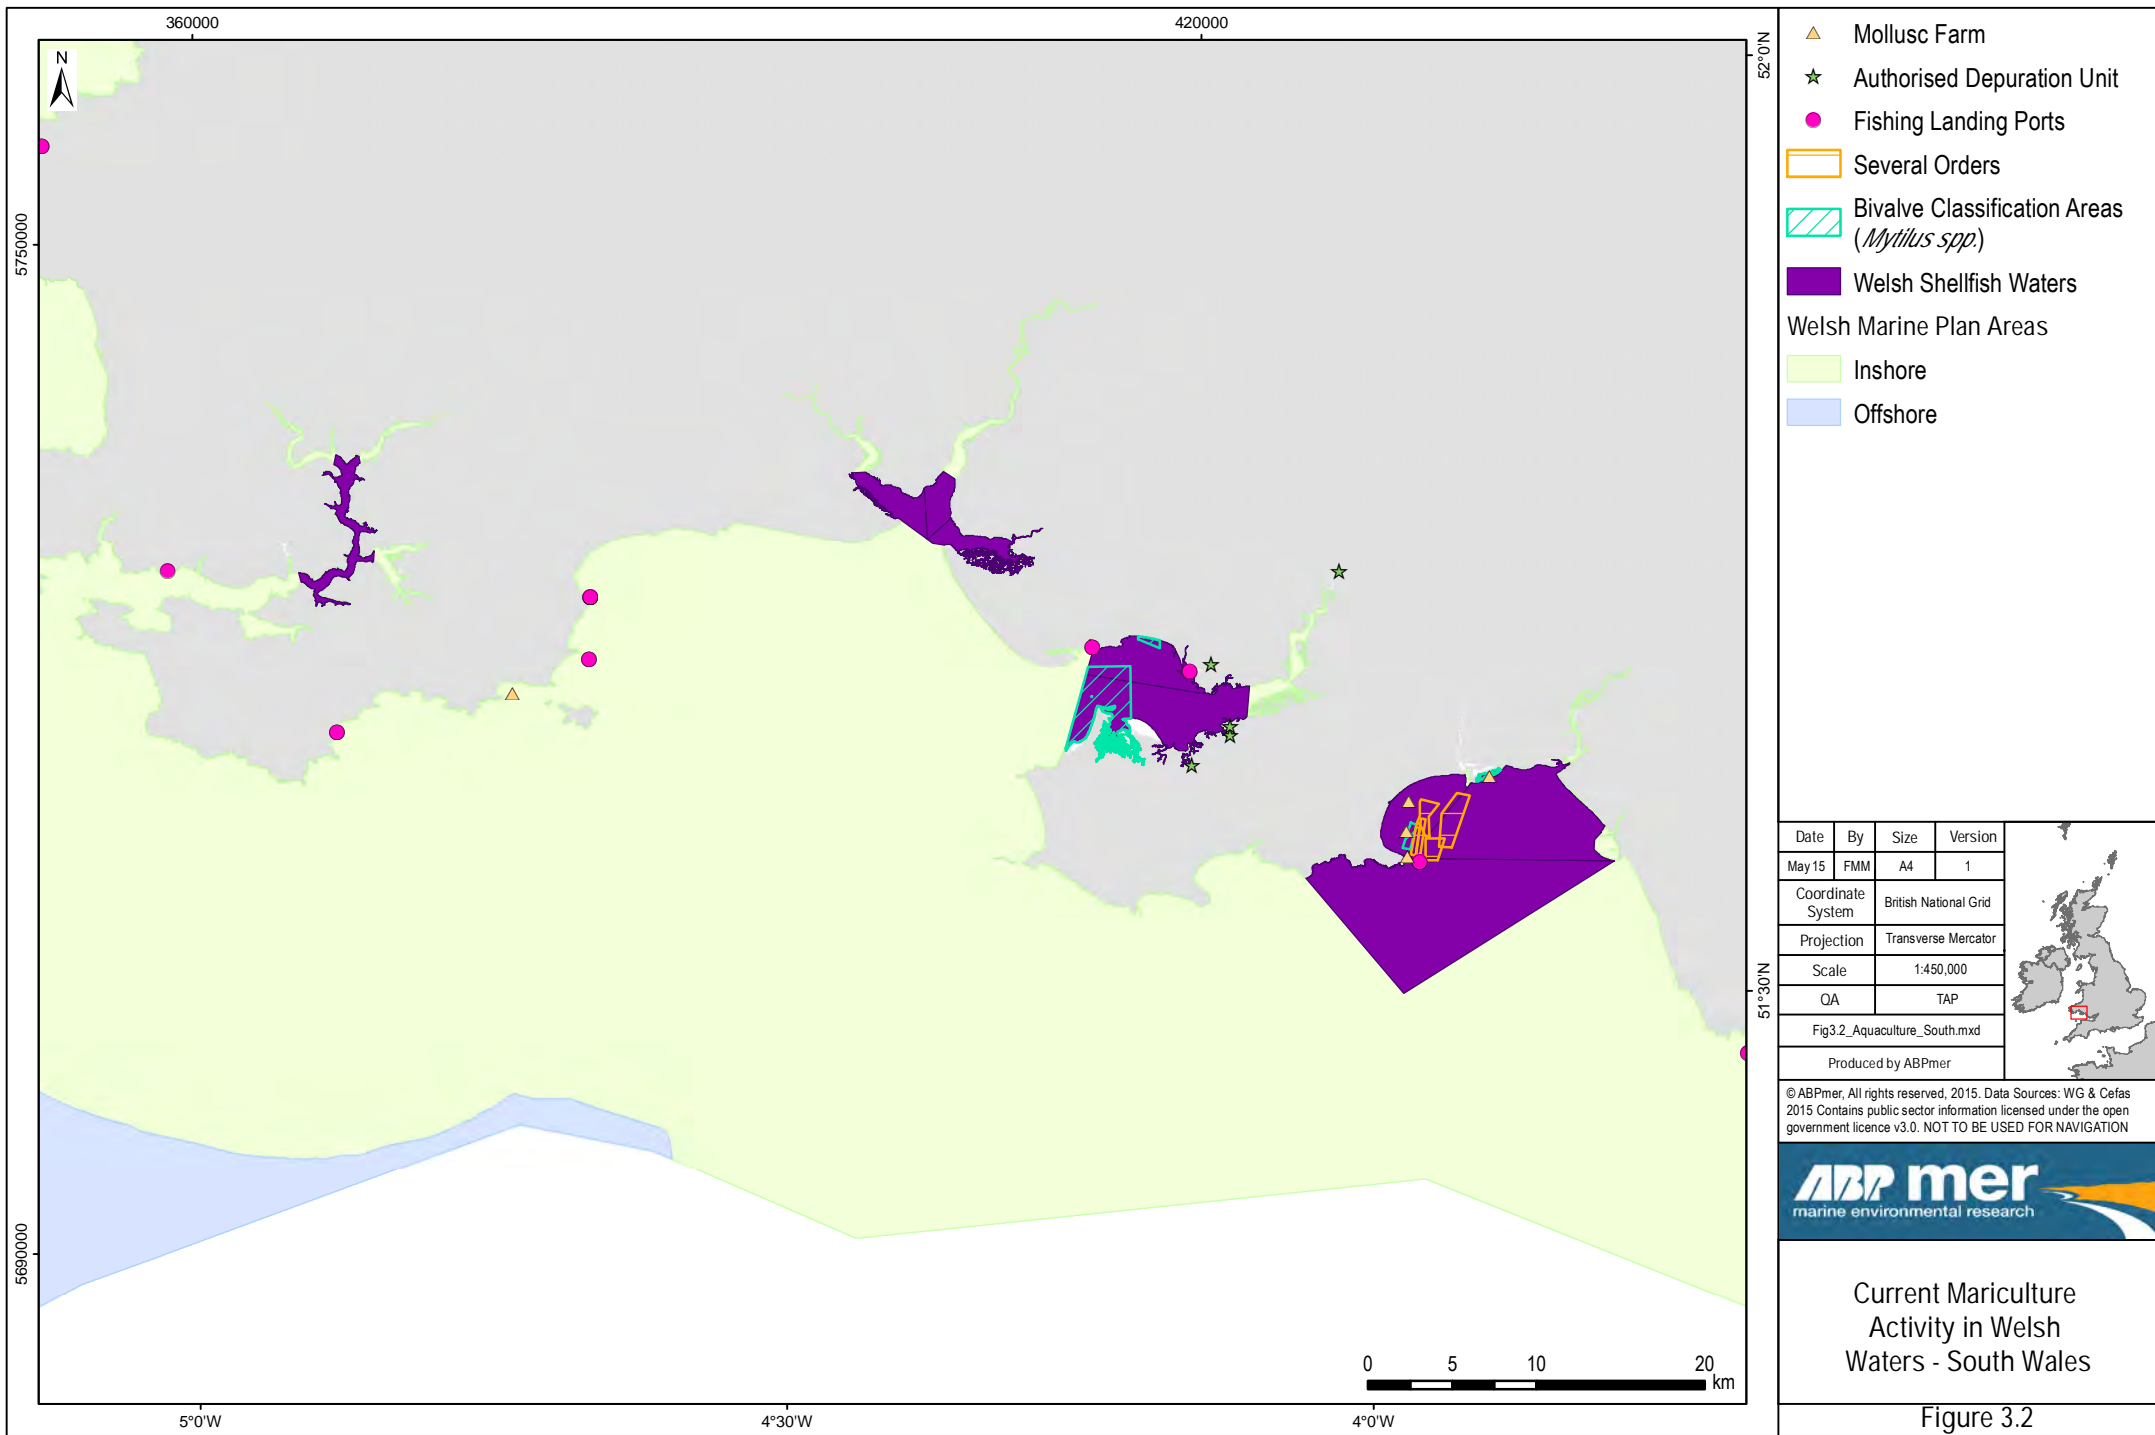 360000
420000
N
52°0'N
5750000
5690000
51°30'N
5°0'W
4°30'W
4°0'W
0 5 10 20
km
Mollusc Farm
Authorised Depuration Unit
Fishing Landing Ports
Several Orders
Bivalve Classification Areas
(Mytilus spp.)
Welsh Shellfish Waters
Welsh Marine Plan Areas
Inshore
Offshore
Date By Size Version
May 15 FMM A4 1
Coordinate
System
British National Grid
Projection Transverse Mercator
Scale 1:450,000
QA TAP
Fig3.2_Aquaculture_South.mxd
Produced by ABPmer
© ABPmer, All rights reserved, 2015. Data Sources: WG & Cefas
2015 Contains public sector information licensed under the open
government licence v3.0. NOT TO BE USED FOR NAVIGATION
ABP mer
marine environmental research
Current Mariculture
Activity in Welsh
Waters - South Wales
Figure 3.2